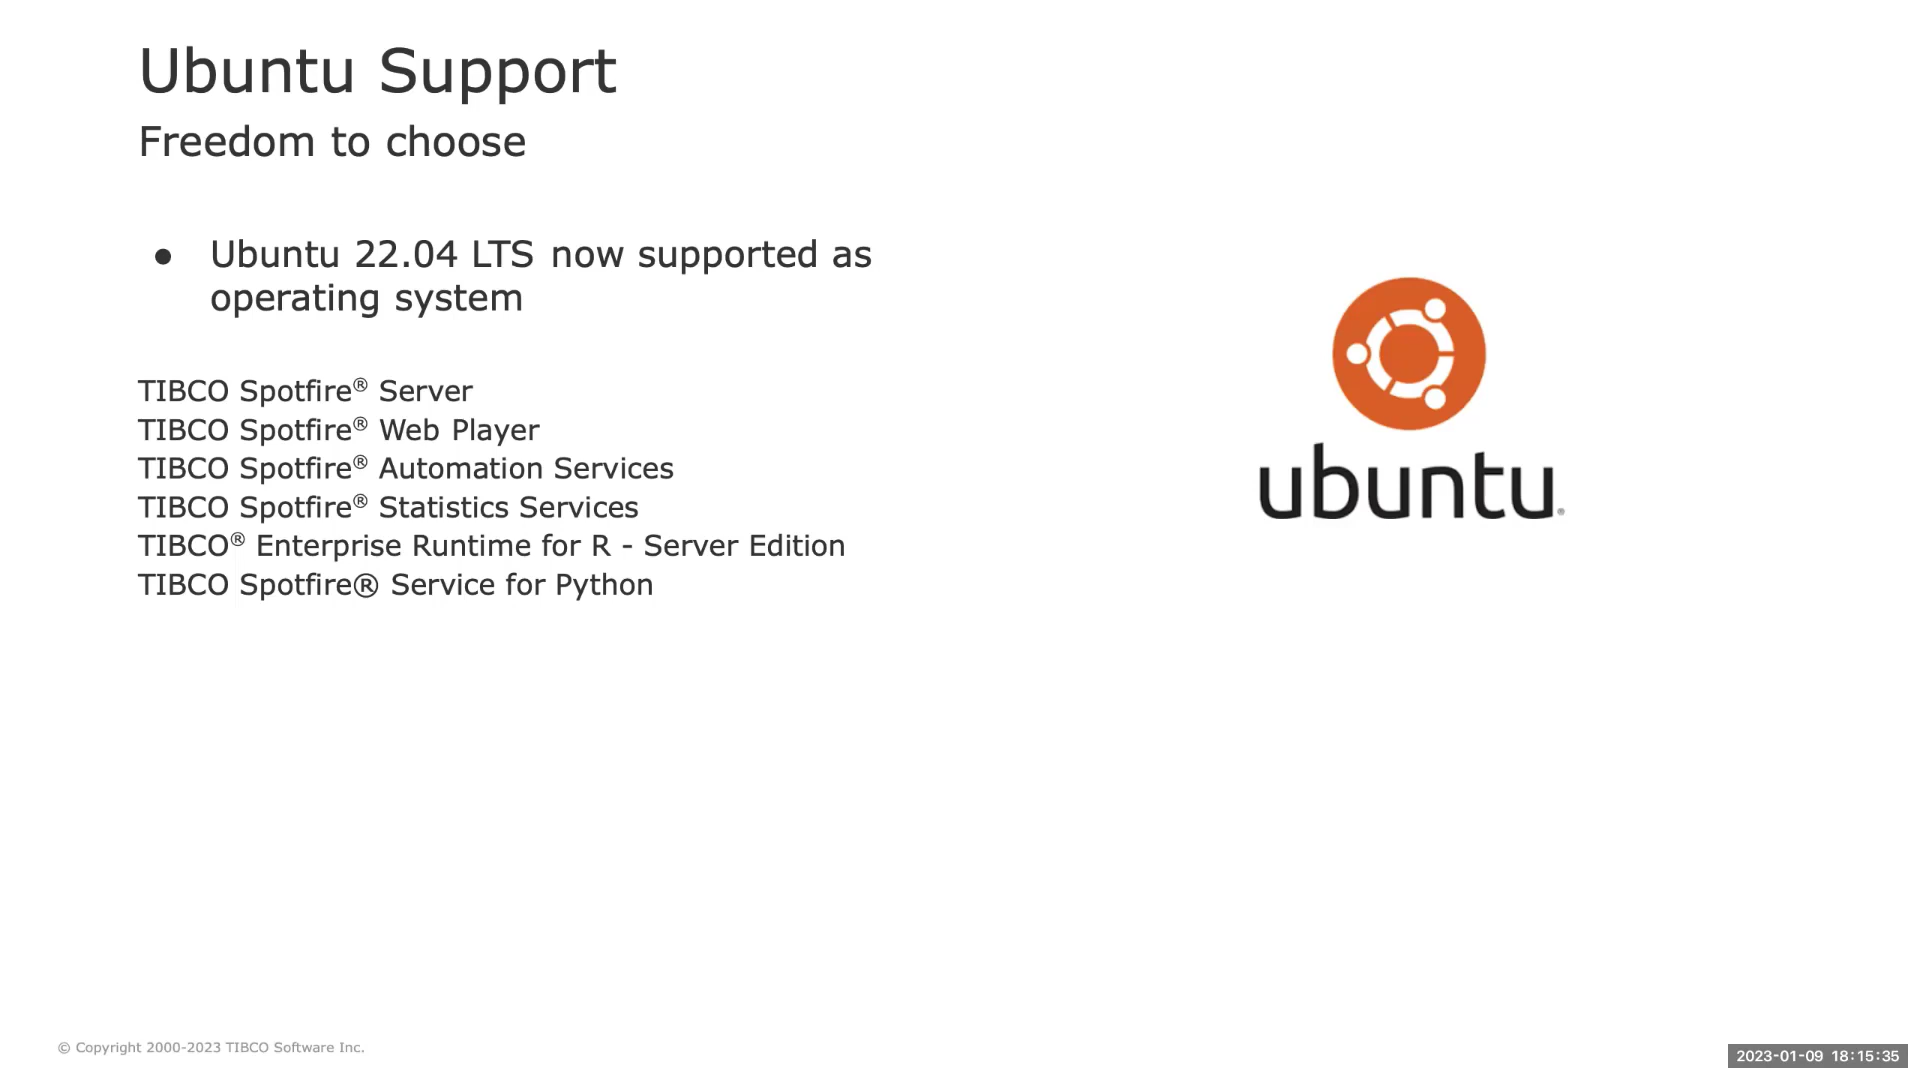 Ubuntu Support
Freedom to choose
● Ubuntu 22.04 LTS now supported as
operating system
TIBCO Spotfire® Server
TIBCO Spotfire® Web Player
TIBCO Spotfire® Automation Services
TIBCO Spotfire® Statistics Services
TIBCO® Enterprise Runtime for R - Server Edition
TIBCO Spotfire® Service for Python
ubuntu®
© Copyright 2000-2023 TIBCO Software Inc.
2023-01-09 18:15:35